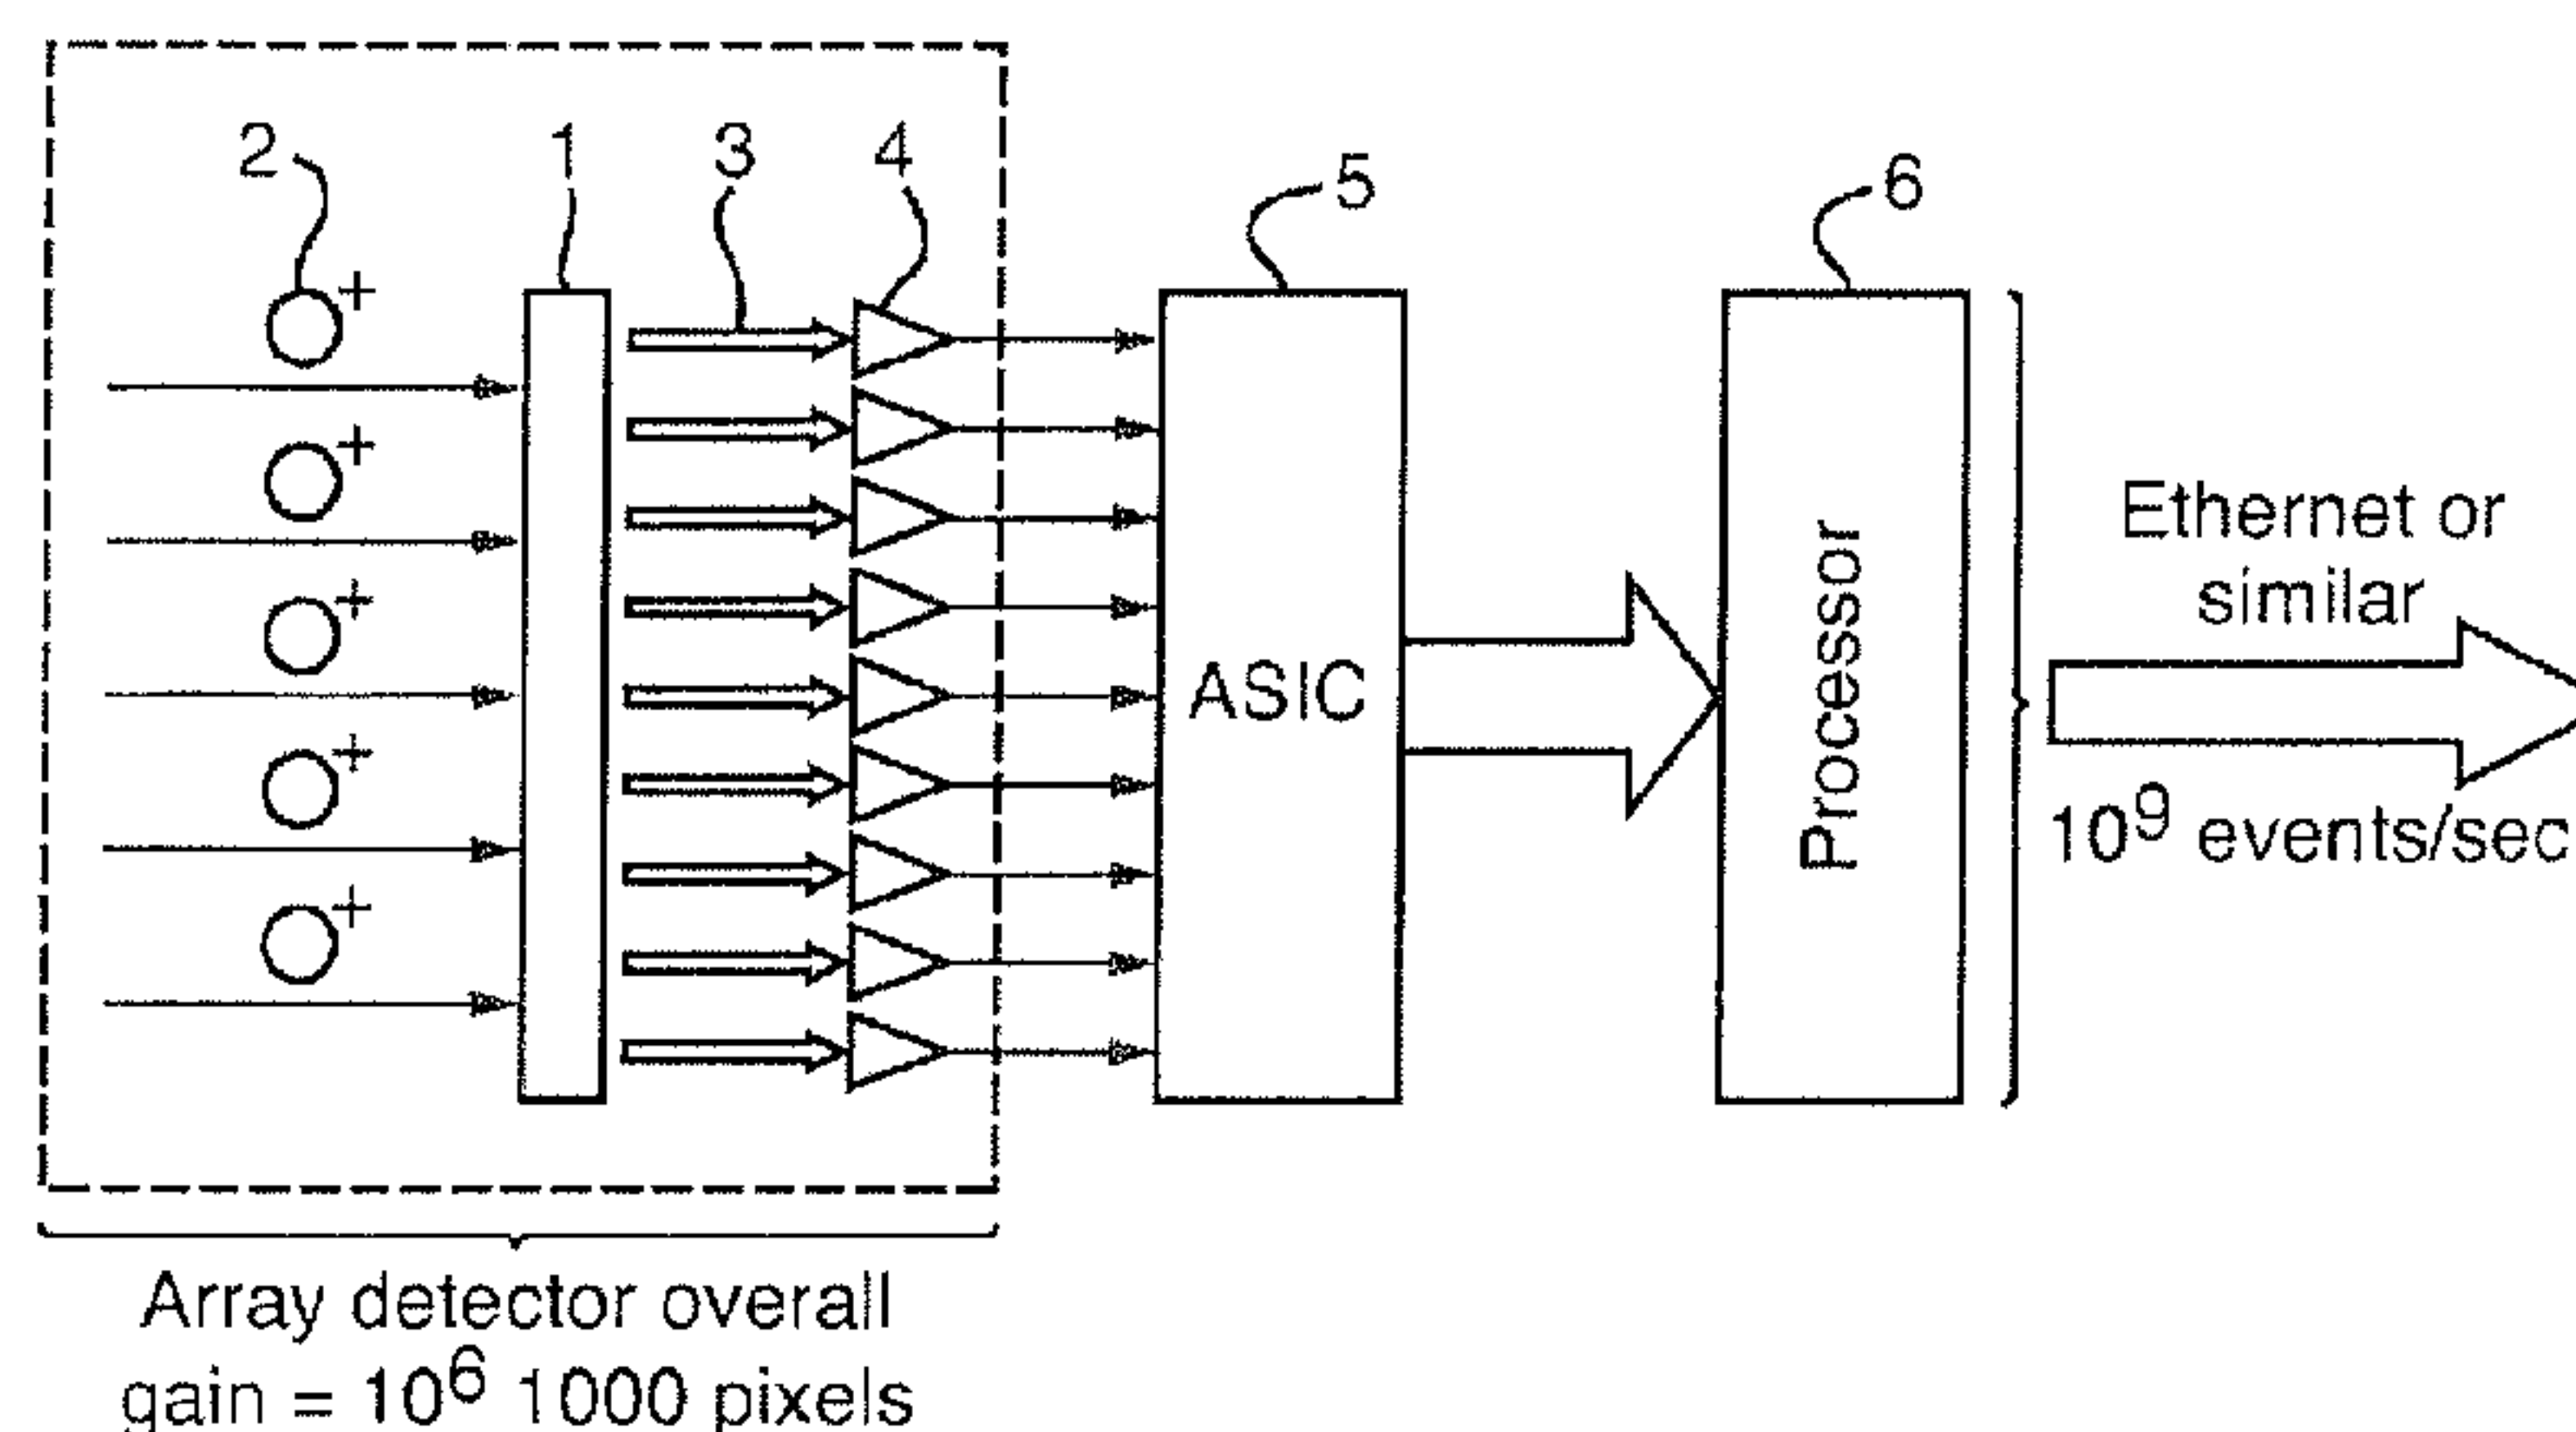 2
1
3
4
5
6
+
+
+
+
+
ASIC
Processor
Ethernet or
similar
10⁹ events/sec
Array detector overall
gain = 10⁶ 1000 pixels